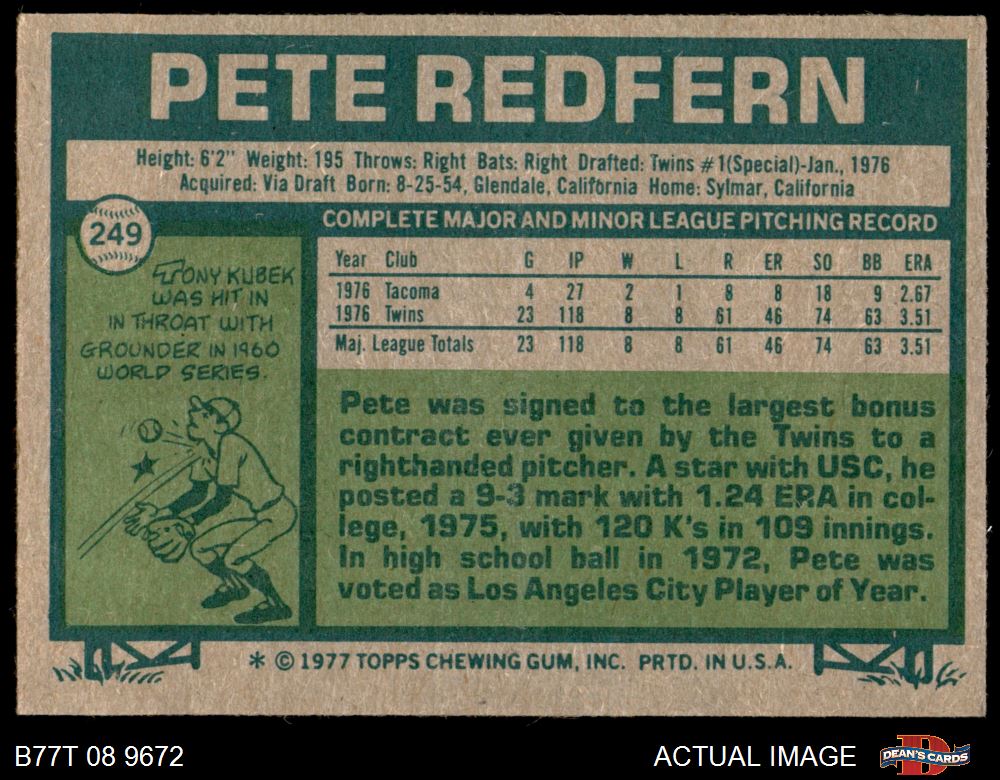 PETE REDFERN
Height: 6'2" Weight: 195 Throws: Right Bats: Right Drafted: Twins #1(Special)-Jan., 1976
Acquired: Via Draft Born: 8-25-54, Glendale, California Home: Sylmar, California
249
TONY KUBEK
WAS HIT IN
IN THROAT WITH
GROUNDER IN 1960
WORLD SERIES.
COMPLETE MAJOR AND MINOR LEAGUE PITCHING RECORD
Year Club G IP W L R ER SO BB ERA
1976 Tacoma 4 27 2 1 8 8 18 9 2.67
1976 Twins 23 118 8 8 61 46 74 63 3.51
Maj. League Totals 23 118 8 8 61 46 74 63 3.51
Pete was signed to the largest bonus
contract ever given by the Twins to a
righthanded pitcher. A star with USC, he
posted a 9-3 mark with 1.24 ERA in col-
lege, 1975, with 120 K's in 109 innings.
In high school ball in 1972, Pete was
voted as Los Angeles City Player of Year.
* © 1977 TOPPS CHEWING GUM, INC. PRTD. IN U.S.A.
B77T 08 9672
ACTUAL IMAGE
D
DEAN'S CARDS